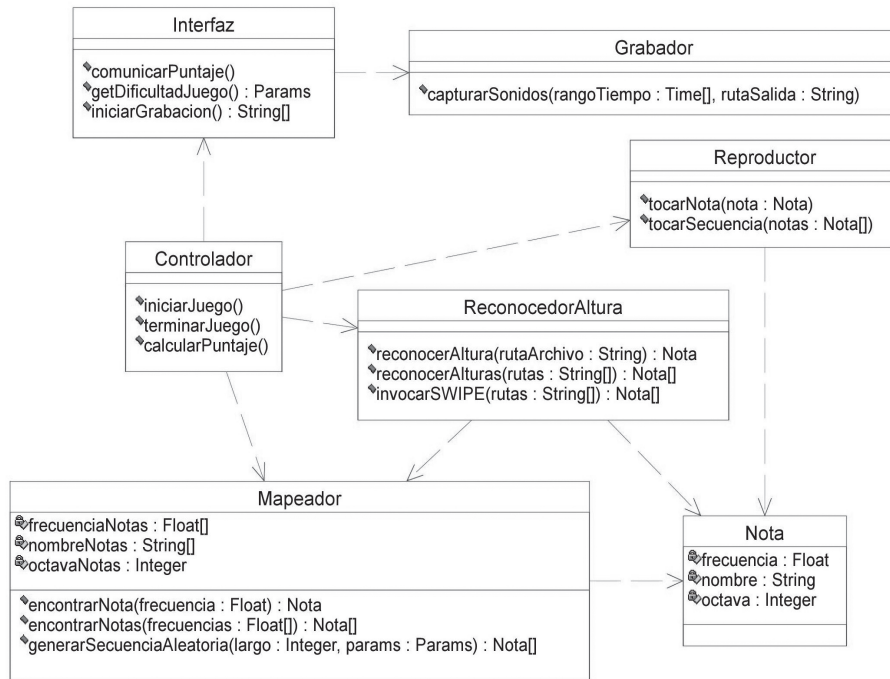 Interfaz
comunicarPuntaje()
getDificultadJuego() : Params
iniciarGrabacion() : String[]
Grabador
capturarSonidos(rangoTiempo : Time[], rutaSalida : String)
Reproductor
tocarNota(nota : Nota)
tocarSecuencia(notas : Nota[])
Controlador
iniciarJuego()
terminarJuego()
calcularPuntaje()
ReconocedorAltura
reconocerAltura(rutaArchivo : String) : Nota
reconocerAlturas(rutas : String[]) : Nota[]
invocarSWIPE(rutas : String[]) : Nota[]
Mapeador
frecuenciaNotas : Float[]
nombreNotas : String[]
octavaNotas : Integer
encontrarNota(frecuencia : Float) : Nota
encontrarNotas(frecuencias : Float[]) : Nota[]
generarSecuenciaAleatoria(largo : Integer, params : Params) : Nota[]
Nota
frecuencia : Float
nombre : String
octava : Integer